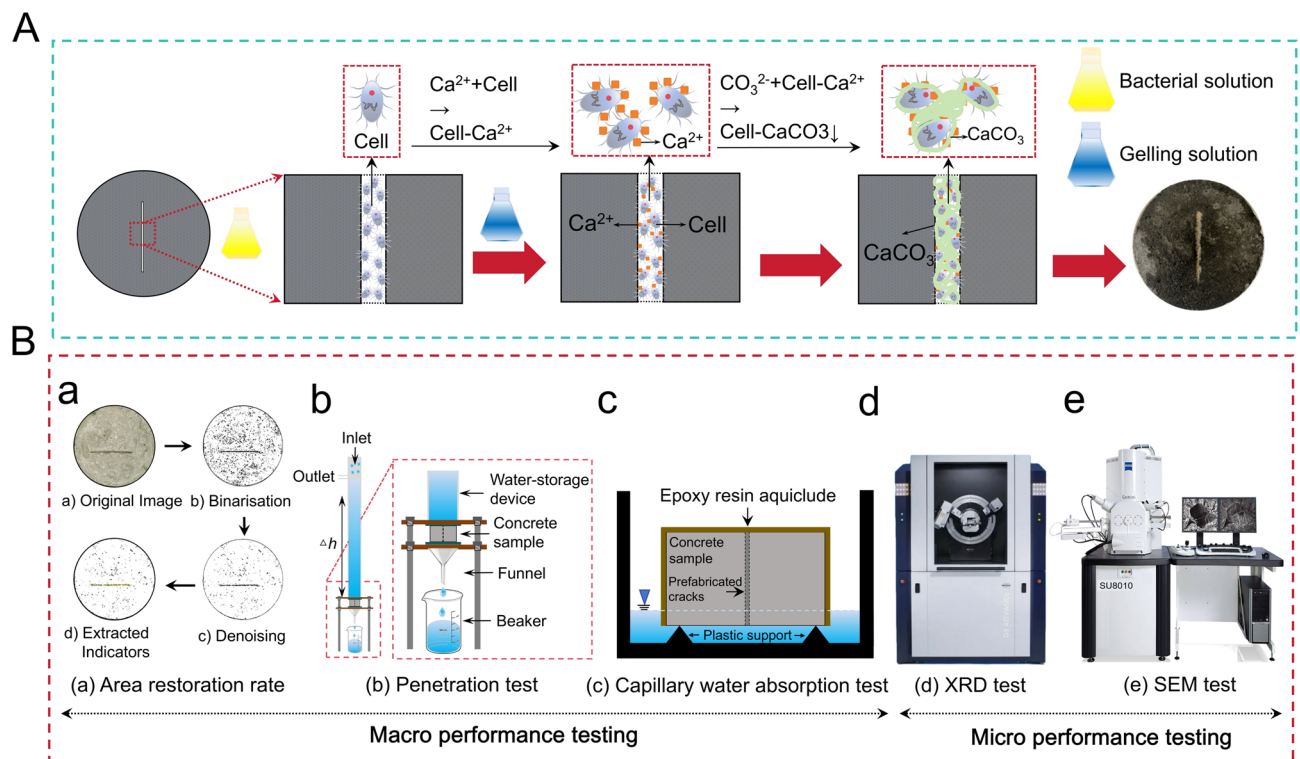 A
Ca²⁺+Cell
→
Cell-Ca²⁺
Cell
Ca²⁺
CO₃²⁻+Cell-Ca²⁺
→
Cell-CaCO3↓
CaCO₃
Bacterial solution
Gelling solution
Ca²⁺
Cell
CaCO₃
B
a
a) Original Image
b) Binarisation
d) Extracted
Indicators
c) Denoising
(a) Area restoration rate
b
Inlet
Outlet
△h
Water-storage
device
Concrete
sample
Funnel
Beaker
(b) Penetration test
c
Epoxy resin aquiclude
Concrete
sample
Prefabricated
cracks
Plastic support
(c) Capillary water absorption test
d
(d) XRD test
e
SU8010
(e) SEM test
Macro performance testing
Micro performance testing